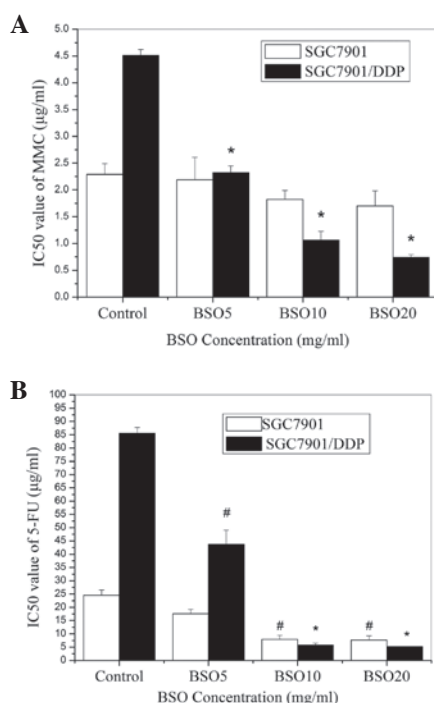 A
5.0
4.5
4.0
3.5
3.0
2.5
2.0
1.5
1.0
0.5
0.0
IC50 value of MMC (μg/ml)
SGC7901
SGC7901/DDP
*
*
*
Control BSO5 BSO10 BSO20
BSO Concentration (mg/ml)
B
100
95
90
85
80
75
70
65
60
55
50
45
40
35
30
25
20
15
10
5
0
IC50 value of 5-FU (μg/ml)
SGC7901
SGC7901/DDP
#
# * # *
Control BSO5 BSO10 BSO20
BSO Concentration (mg/ml)